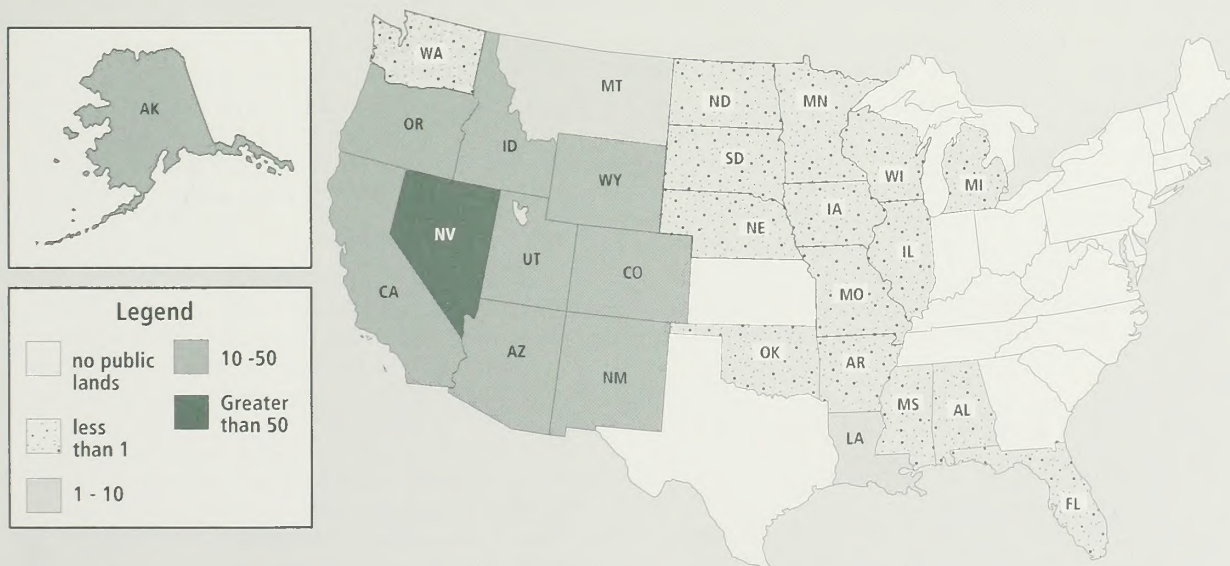 WA
MT
ND
MN
AK
OR
ID
SD
WI
WY
MI
IA
NE
NV
IL
UT
CO
CA
MO
AZ
OK
NM
AR
MS
AL
LA
FL
Legend
no public
lands
10 -50
less
than 1
Greater
than 50
1 - 10